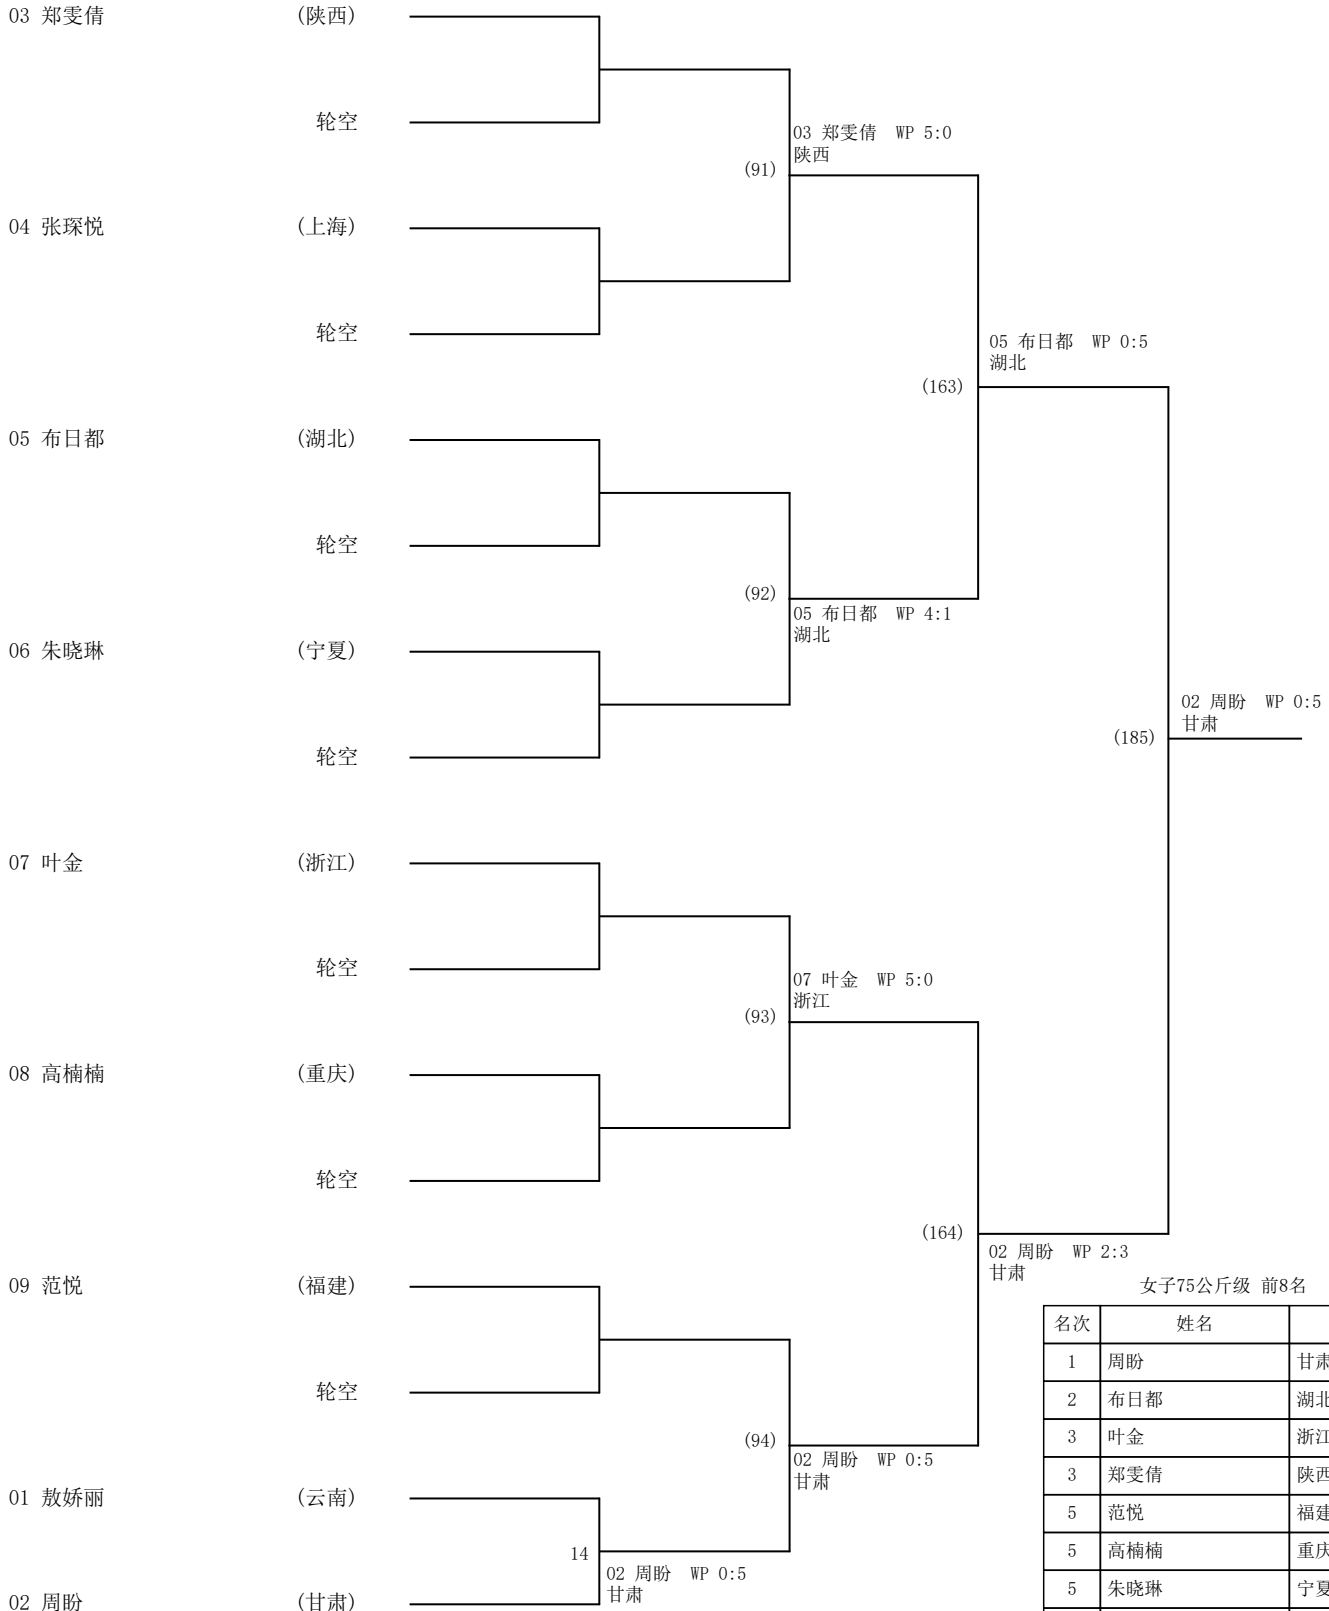 03 郑雯倩 (陕西)
轮空
03 郑雯倩 WP 5:0
陕西
(91)
04 张琛悦 (上海)
轮空
05 布日都 WP 0:5
湖北
(163)
05 布日都 (湖北)
轮空
(92)
05 布日都 WP 4:1
湖北
06 朱晓琳 (宁夏)
轮空
02 周盼 WP 0:5
甘肃
(185)
07 叶金 (浙江)
轮空
07 叶金 WP 5:0
浙江
(93)
08 高楠楠 (重庆)
轮空
(164)
02 周盼 WP 2:3
甘肃
09 范悦 (福建)
轮空
(94)
02 周盼 WP 0:5
甘肃
01 敖娇丽 (云南)
14
02 周盼 WP 0:5
甘肃
02 周盼 (甘肃)
女子75公斤级 前8名
名次 姓名
1 周盼 甘肃
2 布日都 湖北
3 叶金 浙江
3 郑雯倩 陕西
5 范悦 福建
5 高楠楠 重庆
5 朱晓琳 宁夏